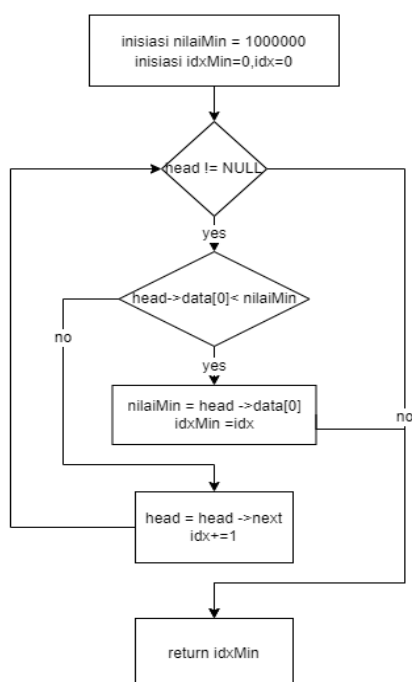 inisiasi nilaiMin = 1000000
inisiasi idxMin=0,idx=0
head != NULL
yes
head->data[0]< nilaiMin
no
yes
nilaiMin = head ->data[0]
idxMin =idx
no
head = head ->next
idx+=1
return idxMin